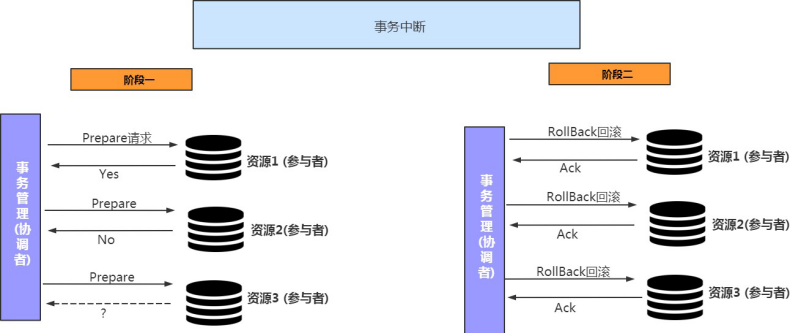 事务中断
阶段一
阶段二
事务管理(协调者)
Prepare请求
Yes
资源1 (参与者)
Prepare
No
资源2(参与者)
Prepare
?
资源3 (参与者)
事务管理(协调者)
RollBack回滚
Ack
资源1 (参与者)
RollBack回滚
Ack
资源2(参与者)
RollBack回滚
Ack
资源3 (参与者)